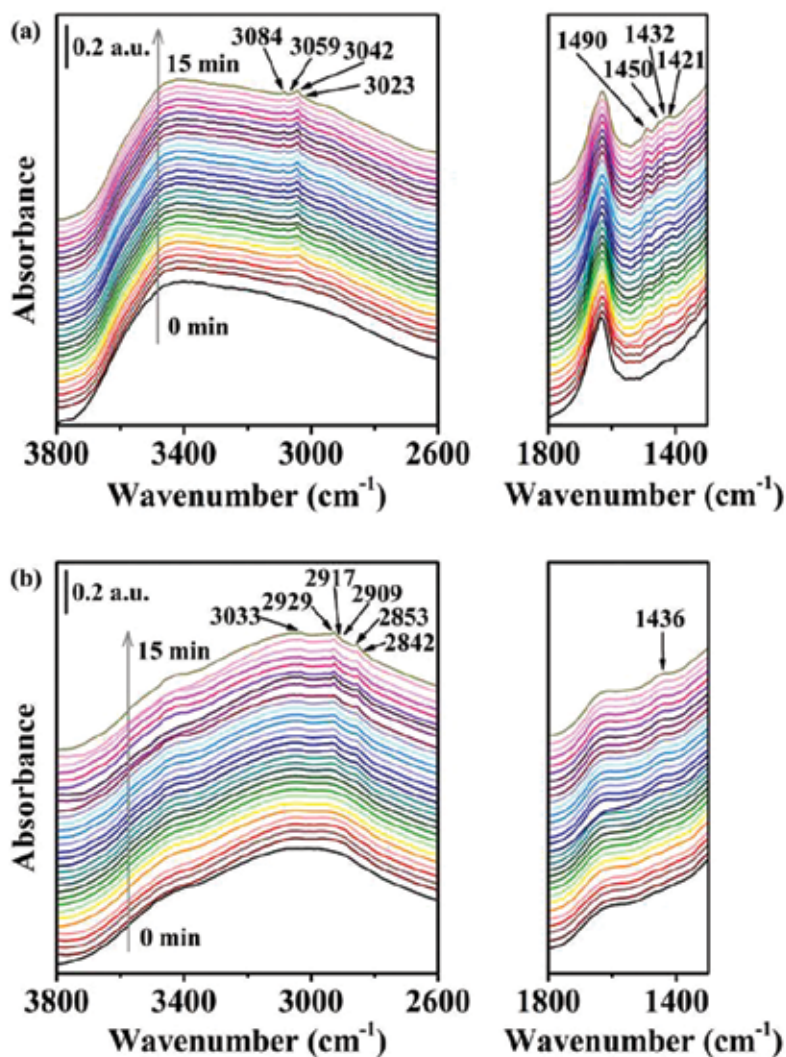 (a)
0.2 a.u.
15 min
3084 3059 3042
3023
0 min
1490 1450 1432 1421
Absorbance
3800 3400 3000 2600
Wavenumber (cm⁻¹)
1800 1400
Wavenumber (cm⁻¹)
(b)
0.2 a.u.
15 min
3033 2929 2917 2909
2853
2842
0 min
1436
Absorbance
3800 3400 3000 2600
Wavenumber (cm⁻¹)
1800 1400
Wavenumber (cm⁻¹)